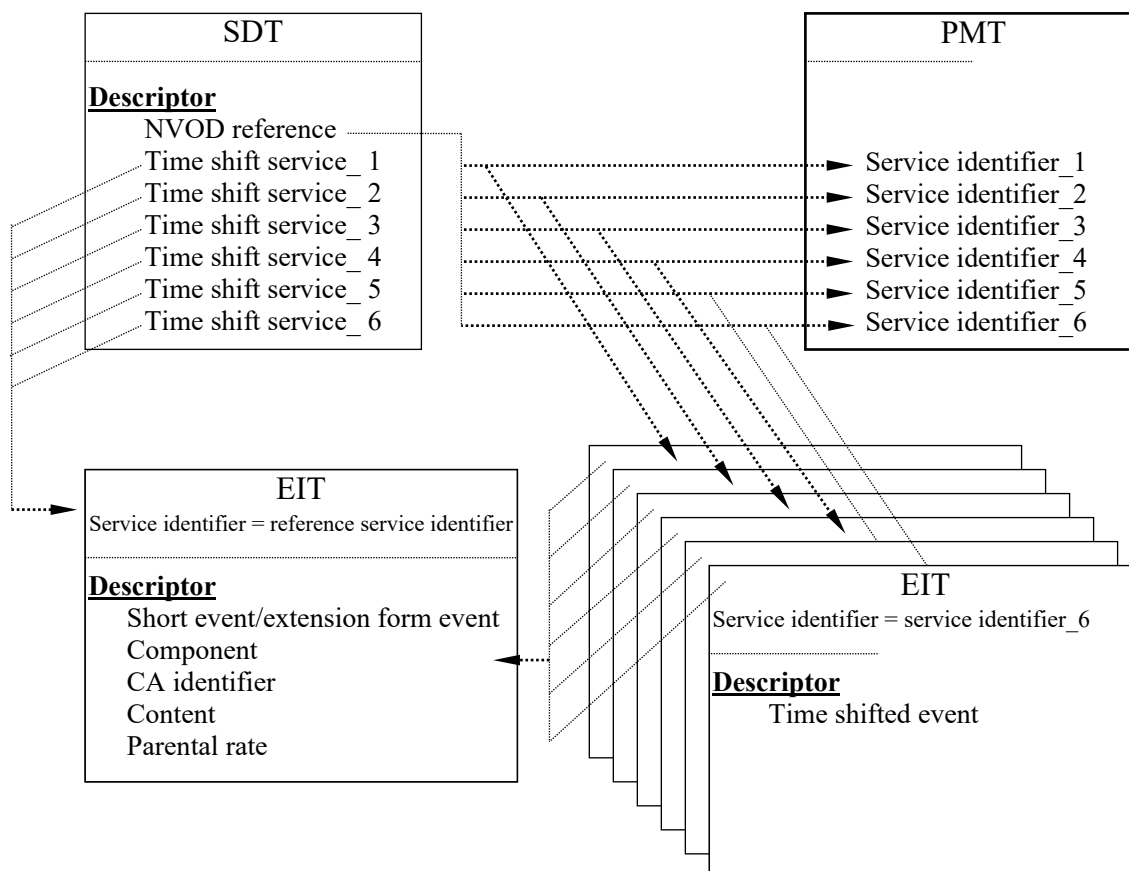 SDT
Descriptor
NVOD reference
Time shift service_ 1
Time shift service_ 2
Time shift service_ 3
Time shift service_ 4
Time shift service_ 5
Time shift service_ 6
PMT
Service identifier_1
Service identifier_2
Service identifier_3
Service identifier_4
Service identifier_5
Service identifier_6
EIT
Service identifier = reference service identifier
Descriptor
Short event/extension form event
Component
CA identifier
Content
Parental rate
EIT
Service identifier = service identifier_6
Descriptor
Time shifted event